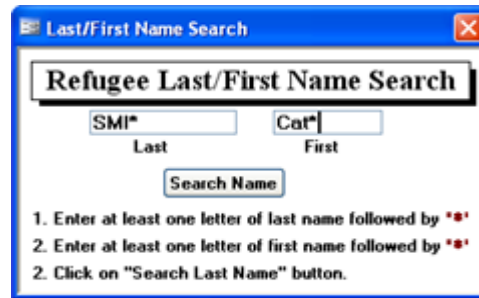 Last/First Name Search
Refugee Last/First Name Search
SMI* Cat*
Last First
Search Name
1. Enter at least one letter of last name followed by '*'
2. Enter at least one letter of first name followed by '*'
2. Click on "Search Last Name" button.